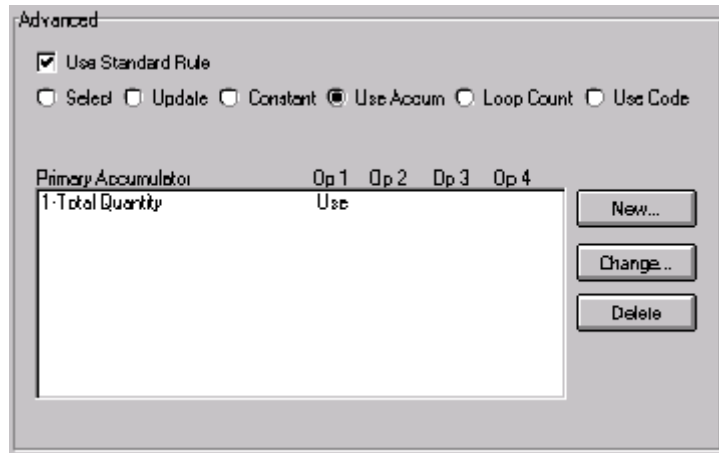 Advanced
Use Standard Rule
Select Update Constant Use Accum Loop Count Use Code
Primary Accumulator Op 1 Op 2 Op 3 Op 4
1-Total Quantity Use
New...
Change...
Delete